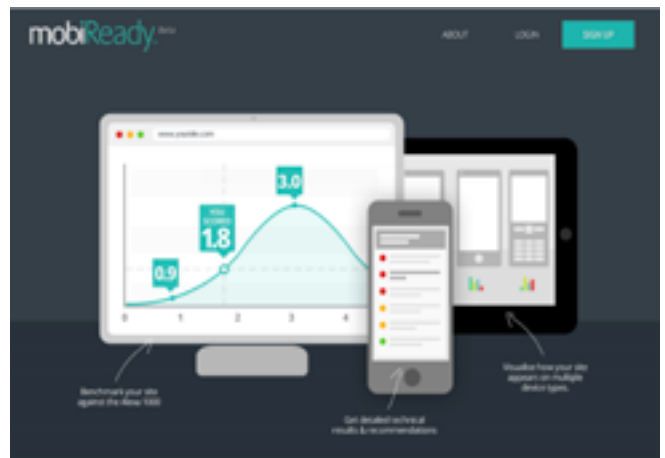 mobiReady. Beta
ABOUT
LOGIN
SIGN UP
www.yoursite.com
3.0
YOU
SCORED
1.8
0.9
0 1 2 3 4
Benchmark your site
against the Alexa 1000
Get detailed technical
results & recommendations
Visualise how your site
appears on multiple
device types.